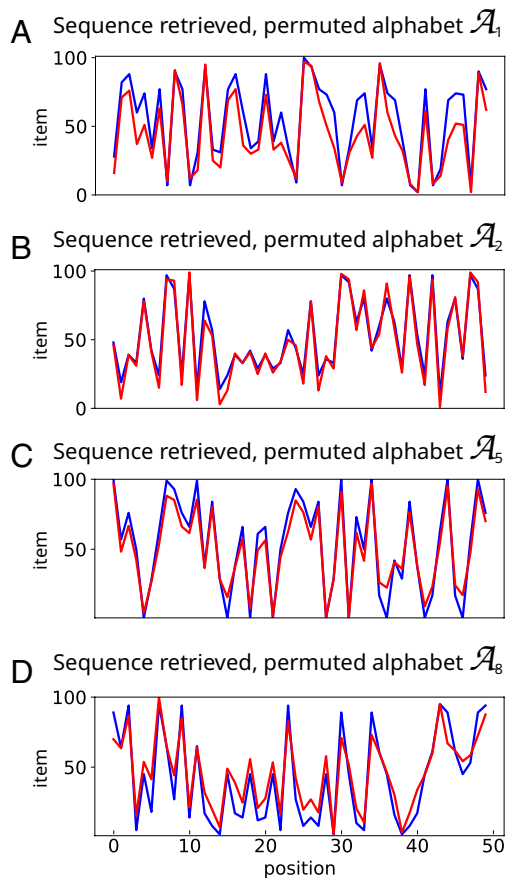 A Sequence retrieved, permuted alphabet 𝒜₁
100
50
0
item
B Sequence retrieved, permuted alphabet 𝒜₂
100
50
0
item
C Sequence retrieved, permuted alphabet 𝒜₅
100
50
item
D Sequence retrieved, permuted alphabet 𝒜₈
100
50
item
0 10 20 30 40 50
position